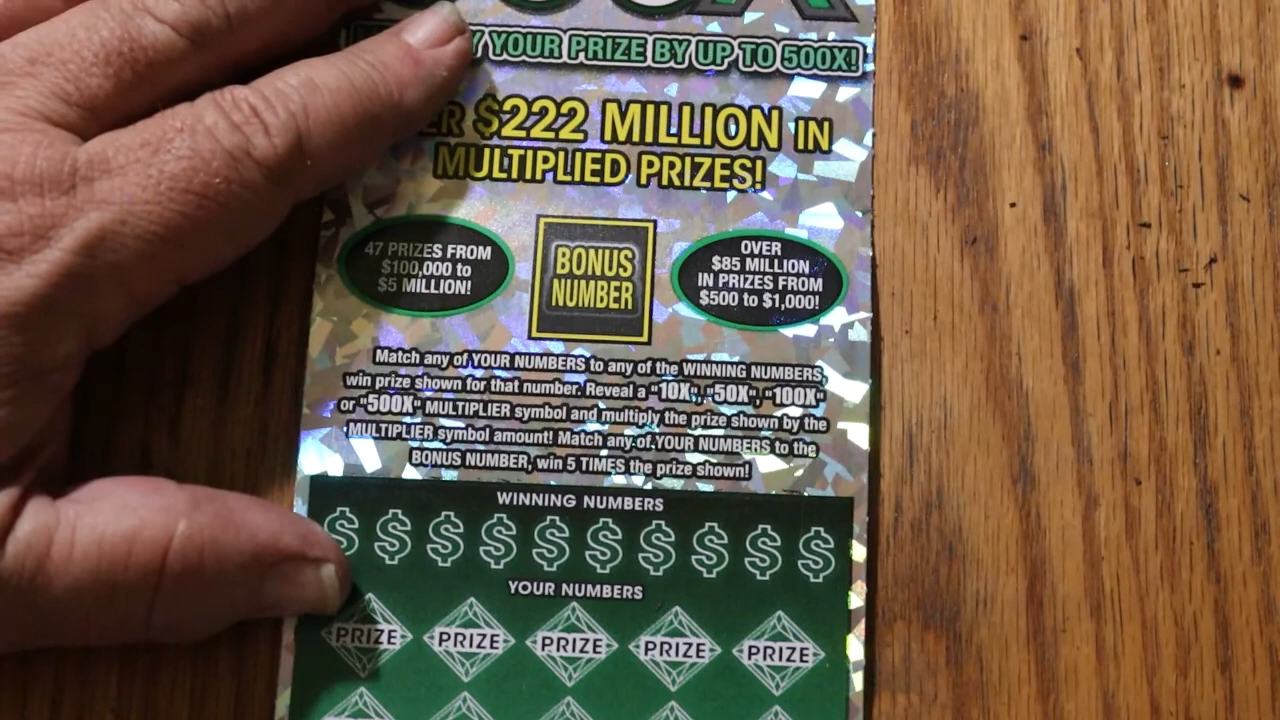 YOUR PRIZE BY UP TO 500X!
$222 MILLION IN
MULTIPLIED PRIZES!
47 PRIZES FROM
$100,000 to
$5 MILLION!
BONUS
NUMBER
OVER
$85 MILLION
IN PRIZES FROM
$500 to $1,000!
Match any of YOUR NUMBERS to any of the WINNING NUMBERS,
win prize shown for that number. Reveal a "10X", "50X", "100X"
or "500X" MULTIPLIER symbol and multiply the prize shown by the
MULTIPLIER symbol amount! Match any of YOUR NUMBERS to the
BONUS NUMBER, win 5 TIMES the prize shown!
WINNING NUMBERS
$ $ $ $ $ $ $ $ $ $
YOUR NUMBERS
PRIZE PRIZE PRIZE PRIZE PRIZE